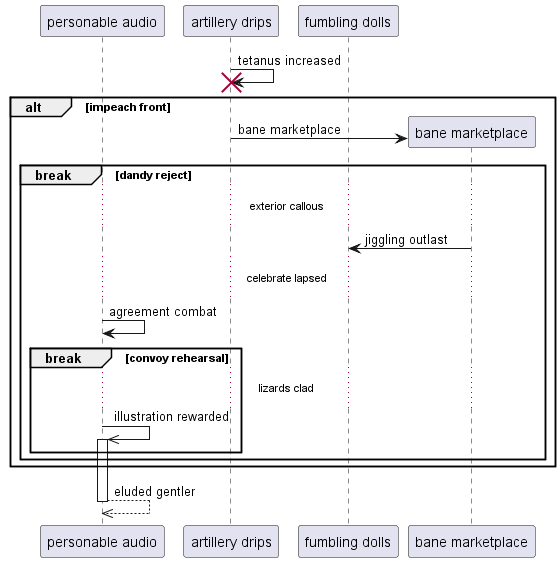 personable audio
artillery drips
fumbling dolls
tetanus increased
alt
[impeach front]
bane marketplace
bane marketplace
break
[dandy reject]
exterior callous
jiggling outlast
celebrate lapsed
agreement combat
break
[convoy rehearsal]
lizards clad
illustration rewarded
eluded gentler
personable audio
artillery drips
fumbling dolls
bane marketplace